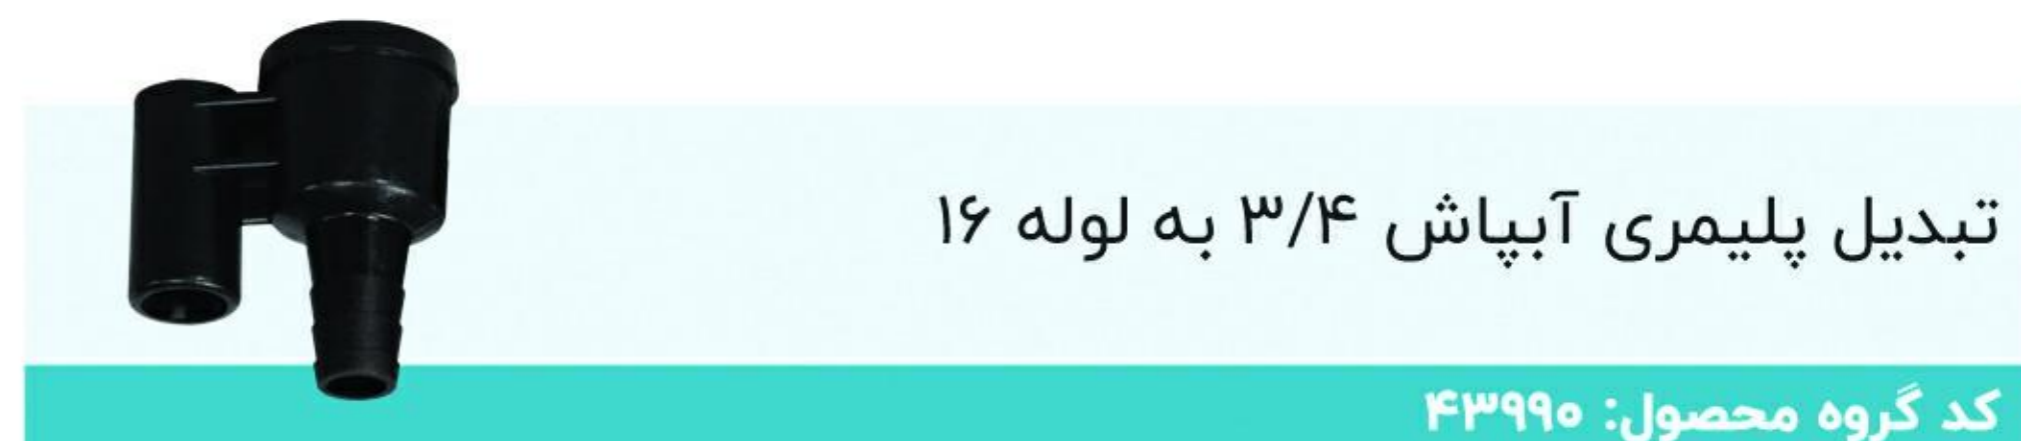 تبدیل پلیمری آبپاش ۳/۴ به لوله ۱۶
کد گروه محصول: ۴۳۹۹۰